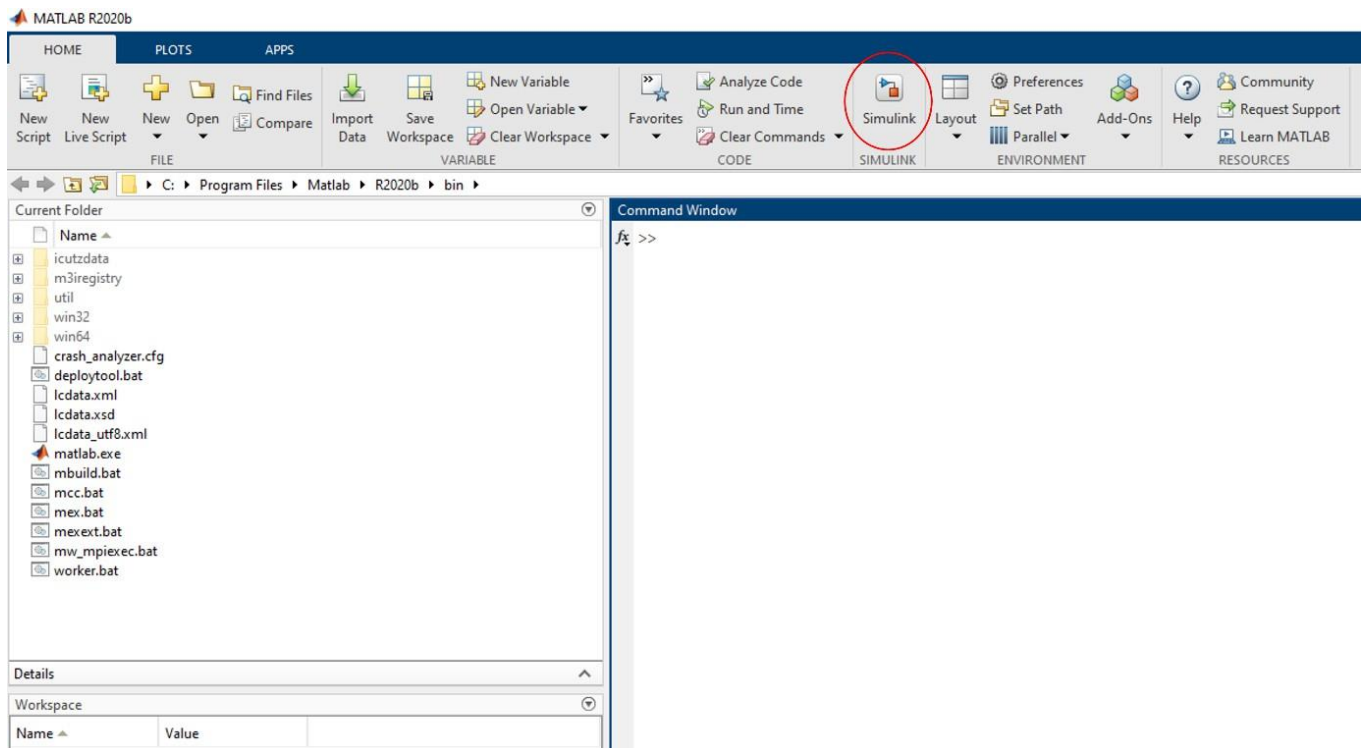 MATLAB R2020b
HOME PLOTS APPS
New Script
New Live Script
New
Open
Find Files
Compare
FILE
Import Data
Save Workspace
New Variable
Open Variable
Clear Workspace
VARIABLE
Favorites
Analyze Code
Run and Time
Clear Commands
CODE
Simulink
SIMULINK
Layout
Preferences
Set Path
Parallel
Add-Ons
ENVIRONMENT
? Help
Community
Request Support
Learn MATLAB
RESOURCES
C: Program Files Matlab R2020b bin
Current Folder
Name
icutzdata
m3iregistry
util
win32
win64
crash_analyzer.cfg
deploytool.bat
lcdata.xml
lcdata.xsd
lcdata_utf8.xml
matlab.exe
mbuild.bat
mcc.bat
mex.bat
mexext.bat
mw_mpiexec.bat
worker.bat
Details
Workspace
Name Value
Command Window
fx >>